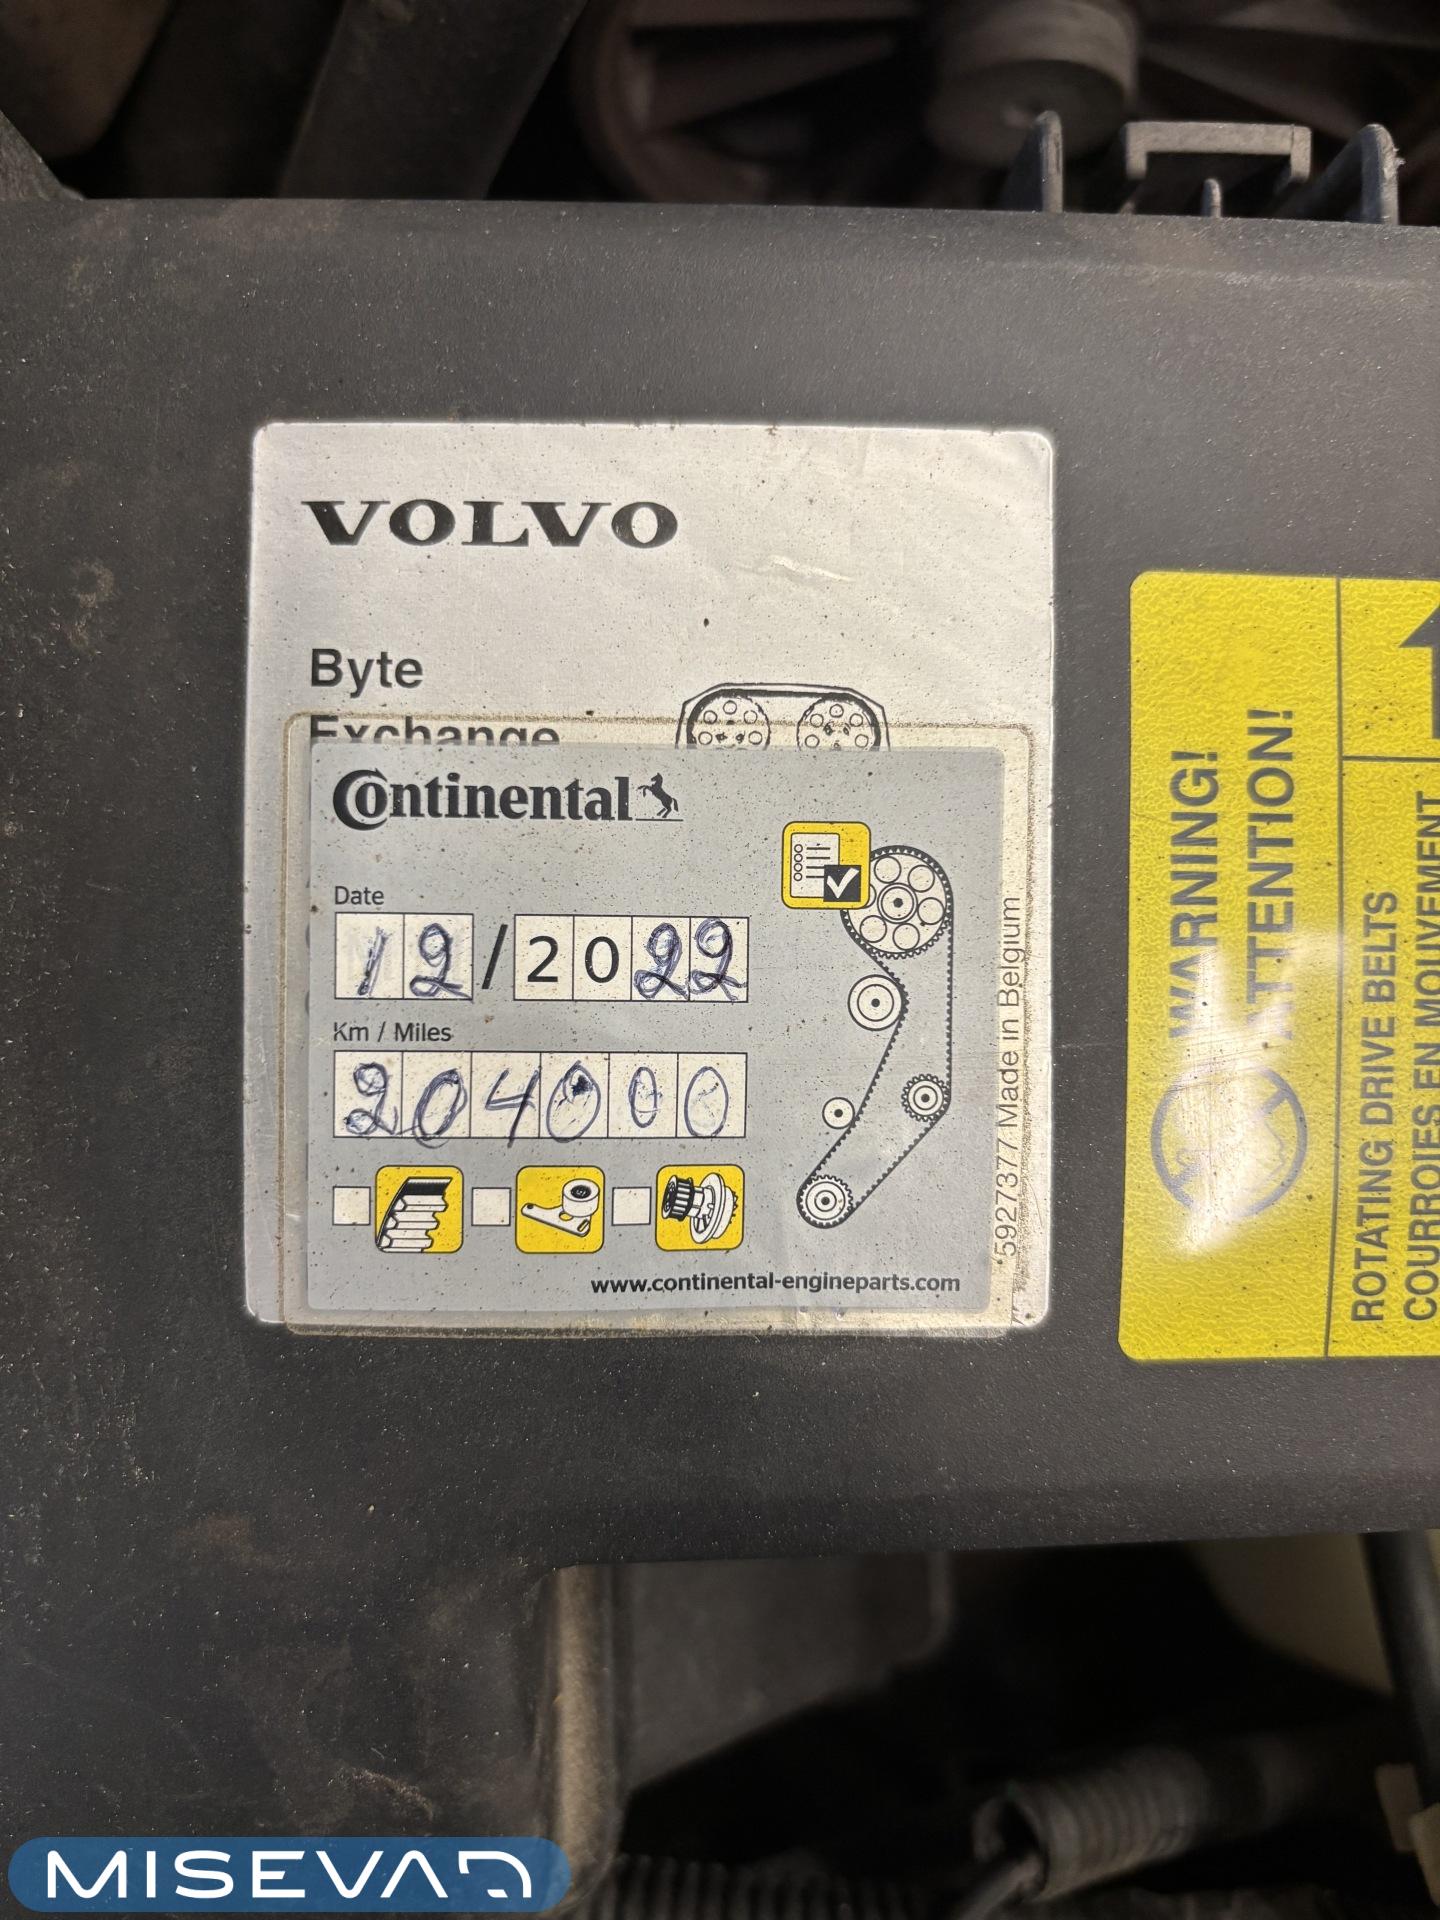 VOLVO
Byte
Exchange
Continental
Date
12/2022
Km / Miles
204000
www.continental-engineparts.com
5927377 Made in Belgium
WARNING!
ATTENTION!
ROTATING DRIVE BELTS
COURROIES EN MOUVEMENT
MISEVAD